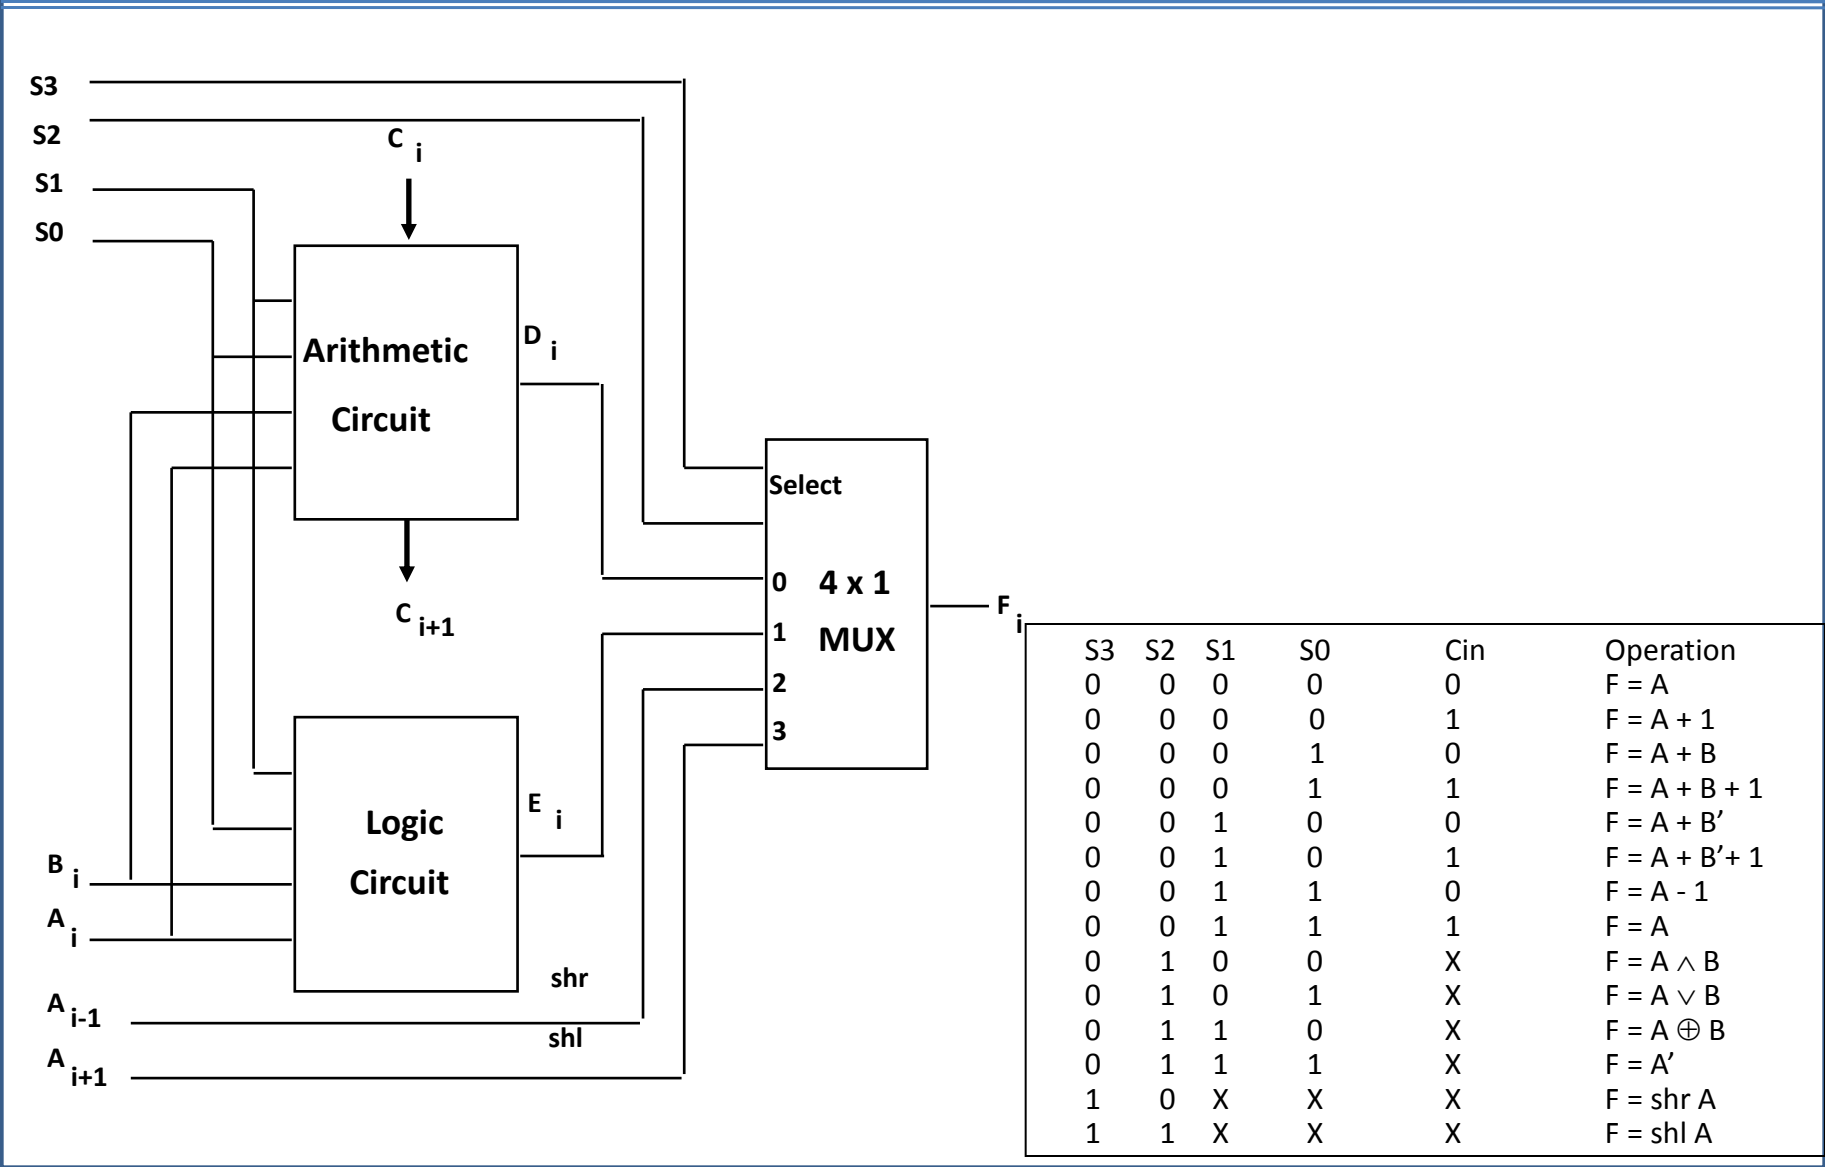 S3
S2
C i
S1
S0
Arithmetic
Circuit
D i
Select
0 4 x 1
1 MUX
2
3
F i
C i+1
Logic
Circuit
E i
B i
A i
shr
A i-1
shl
A i+1
S3 S2 S1 S0 Cin Operation
0 0 0 0 0 F = A
0 0 0 0 1 F = A + 1
0 0 0 1 0 F = A + B
0 0 0 1 1 F = A + B + 1
0 0 1 0 0 F = A + B’
0 0 1 0 1 F = A + B’+ 1
0 0 1 1 0 F = A - 1
0 0 1 1 1 F = A
0 1 0 0 X F = A ∧ B
0 1 0 1 X F = A ∨ B
0 1 1 0 X F = A ⊕ B
0 1 1 1 X F = A’
1 0 X X X F = shr A
1 1 X X X F = shl A